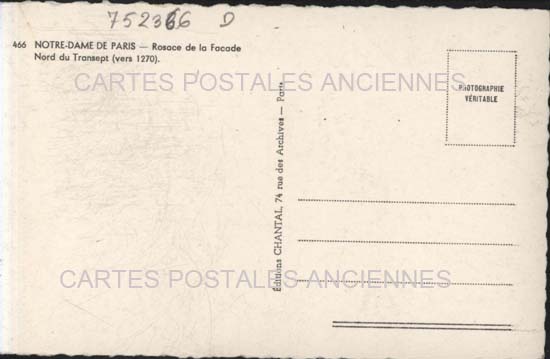 752366 D
466 NOTRE-DAME DE PARIS — Rosace de la Facade
Nord du Transept (vers 1270).
CARTES POSTALES ANCIENNES
PHOTOGRAPHIE
VÉRITABLE
Éditions CHANTAL, 74 rue des Archives — Paris
CARTES POSTALES ANCIENNES